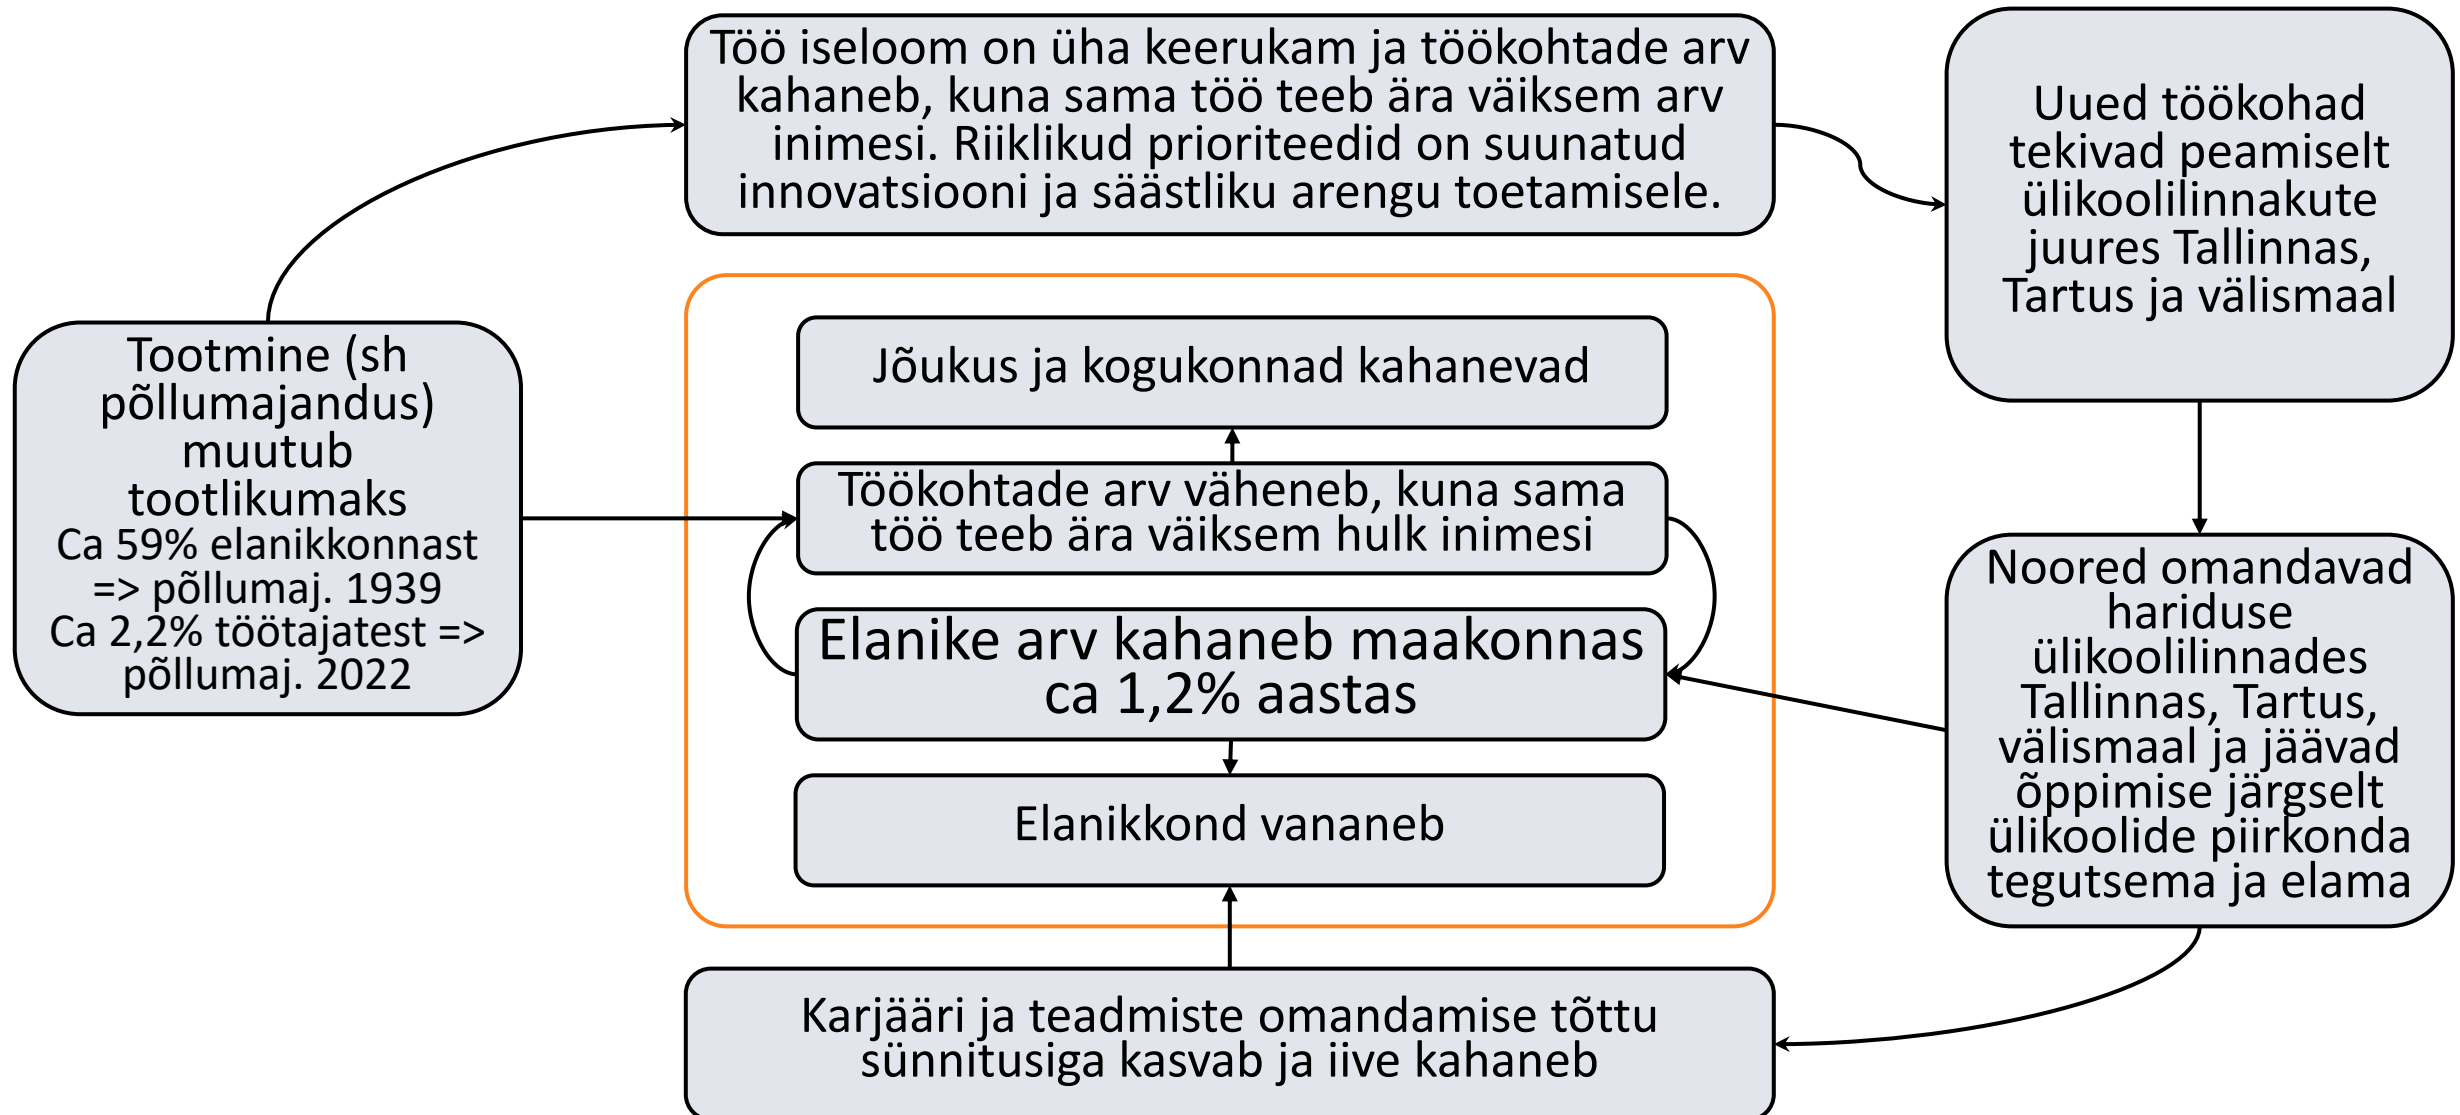 Töö iseloom on üha keerukam ja töökohtade arv
kahaneb, kuna sama töö teeb ära väiksem arv
inimesi. Riiklikud prioriteedid on suunatud
innovatsiooni ja säästliku arengu toetamisele.
Uued töökohad
tekivad peamiselt
ülikoolilinnakute
juures Tallinnas,
Tartus ja välismaal
Tootmine (sh
põllumajandus)
muutub
tootlikumaks
Ca 59% elanikkonnast
=> põllumaj. 1939
Ca 2,2% töötajatest =>
põllumaj. 2022
Jõukus ja kogukonnad kahanevad
Töökohtade arv väheneb, kuna sama
töö teeb ära väiksem hulk inimesi
Elanike arv kahaneb maakonnas
ca 1,2% aastas
Elanikkond vananeb
Noored omandavad
hariduse
ülikoolilinnades
Tallinnas, Tartus,
välismaal ja jäävad
õppimise järgselt
ülikoolide piirkonda
tegutsema ja elama
Karjääri ja teadmiste omandamise tõttu
sünnitusiga kasvab ja iive kahaneb